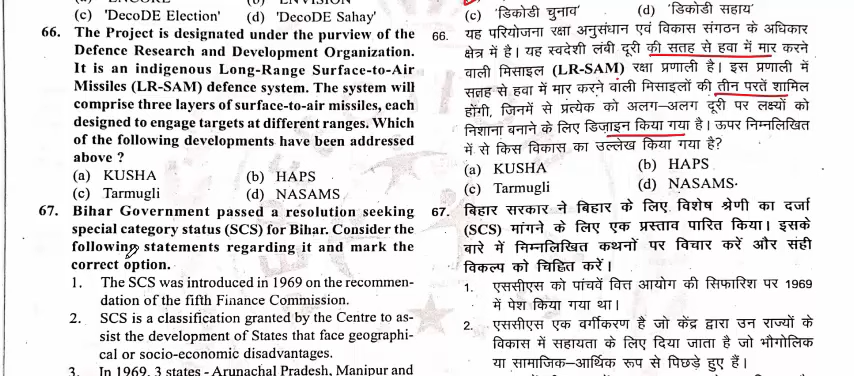 (c) 'DecoDE Election' (d) 'DecoDE Sahay'
66. The Project is designated under the purview of the
Defence Research and Development Organization.
It is an indigenous Long-Range Surface-to-Air
Missiles (LR-SAM) defence system. The system will
comprise three layers of surface-to-air missiles, each
designed to engage targets at different ranges. Which
of the following developments have been addressed
above ?
(a) KUSHA (b) HAPS
(c) Tarmugli (d) NASAMS
67. Bihar Government passed a resolution seeking
special category status (SCS) for Bihar. Consider the
following statements regarding it and mark the
correct option.
1. The SCS was introduced in 1969 on the recommen-
dation of the fifth Finance Commission.
2. SCS is a classification granted by the Centre to as-
sist the development of States that face geographi-
cal or socio-economic disadvantages.
3. In 1969, 3 states - Arunachal Pradesh, Manipur and
(c) 'डिकोडी चुनाव' (d) 'डिकोडी सहाय'
66. यह परियोजना रक्षा अनुसंधान एवं विकास संगठन के अधिकार
क्षेत्र में है। यह स्वदेशी लंबी दूरी की सतह से हवा में मार करने
वाली मिसाइल (LR-SAM) रक्षा प्रणाली है। इस प्रणाली में
सतह से हवा में मार करने वाली मिसाइलों की तीन परतें शामिल
होंगी, जिनमें से प्रत्येक को अलग-अलग दूरी पर लक्ष्यों को
निशाना बनाने के लिए डिज़ाइन किया गया है। ऊपर निम्नलिखित
में से किस विकास का उल्लेख किया गया है?
(a) KUSHA (b) HAPS
(c) Tarmugli (d) NASAMS
67. बिहार सरकार ने बिहार के लिए विशेष श्रेणी का दर्जा
(SCS) मांगने के लिए एक प्रस्ताव पारित किया। इसके
बारे में निम्नलिखित कथनों पर विचार करें और सही
विकल्प को चिह्नित करें।
1. एससीएस को पांचवें वित्त आयोग की सिफारिश पर 1969
में पेश किया गया था।
2. एससीएस एक वर्गीकरण है जो केंद्र द्वारा उन राज्यों के
विकास में सहायता के लिए दिया जाता है जो भौगोलिक
या सामाजिक-आर्थिक रूप से पिछड़े हुए हैं।